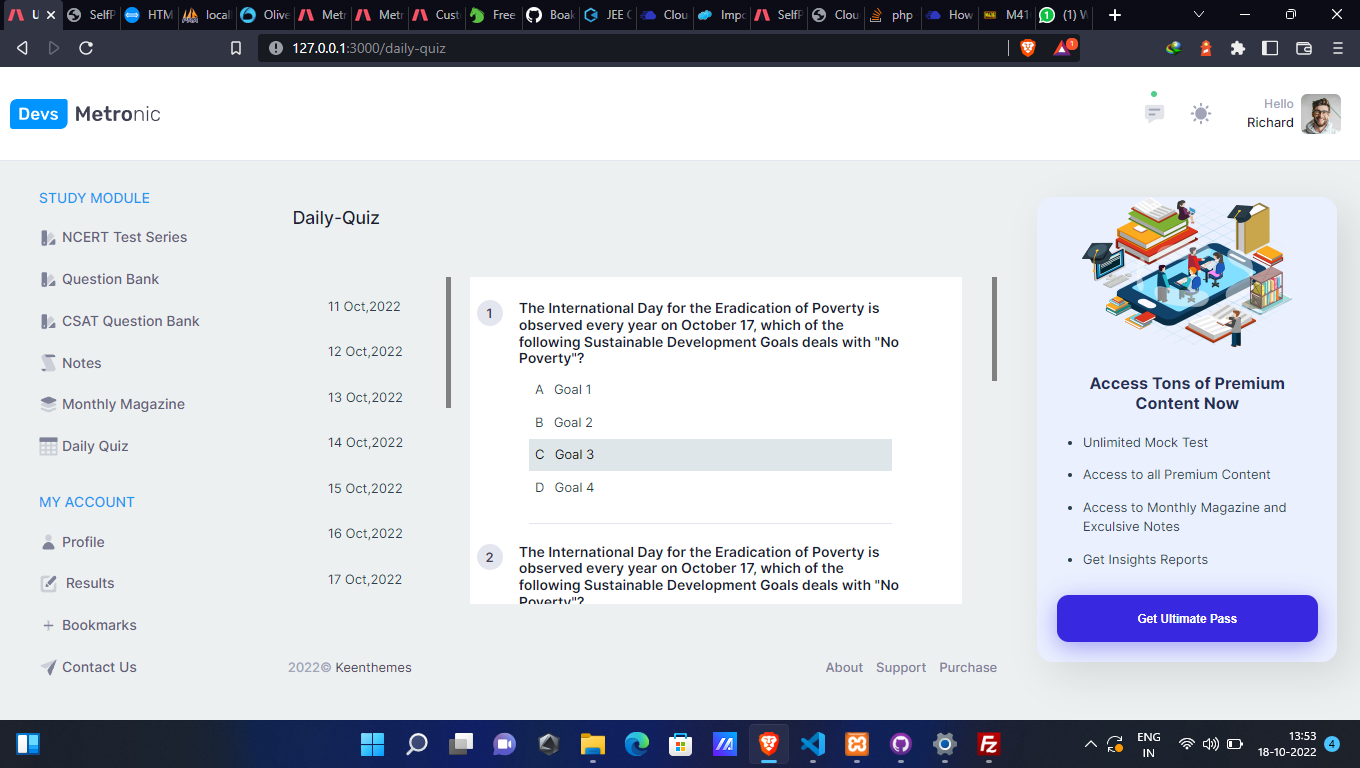 U
SelfP
HTM
locall
Olive
Metr
Metr
Cust
Free
Boak
JEE
Clou
Impo
SelfP
Clou
php
How
M41
(1)
127.0.0.1:3000/daily-quiz
1
Devs Metronic
Hello
Richard
STUDY MODULE
NCERT Test Series
Question Bank
CSAT Question Bank
Notes
Monthly Magazine
Daily Quiz
MY ACCOUNT
Profile
Results
Bookmarks
Contact Us
Daily-Quiz
11 Oct,2022
12 Oct,2022
13 Oct,2022
14 Oct,2022
15 Oct,2022
16 Oct,2022
17 Oct,2022
1 The International Day for the Eradication of Poverty is
observed every year on October 17, which of the
following Sustainable Development Goals deals with "No
Poverty"?
A Goal 1
B Goal 2
C Goal 3
D Goal 4
2 The International Day for the Eradication of Poverty is
observed every year on October 17, which of the
following Sustainable Development Goals deals with "No
Poverty"?
Access Tons of Premium
Content Now
Unlimited Mock Test
Access to all Premium Content
Access to Monthly Magazine and
Exculsive Notes
Get Insights Reports
Get Ultimate Pass
2022© Keenthemes
About Support Purchase
ENG
IN
13:53
18-10-2022
4